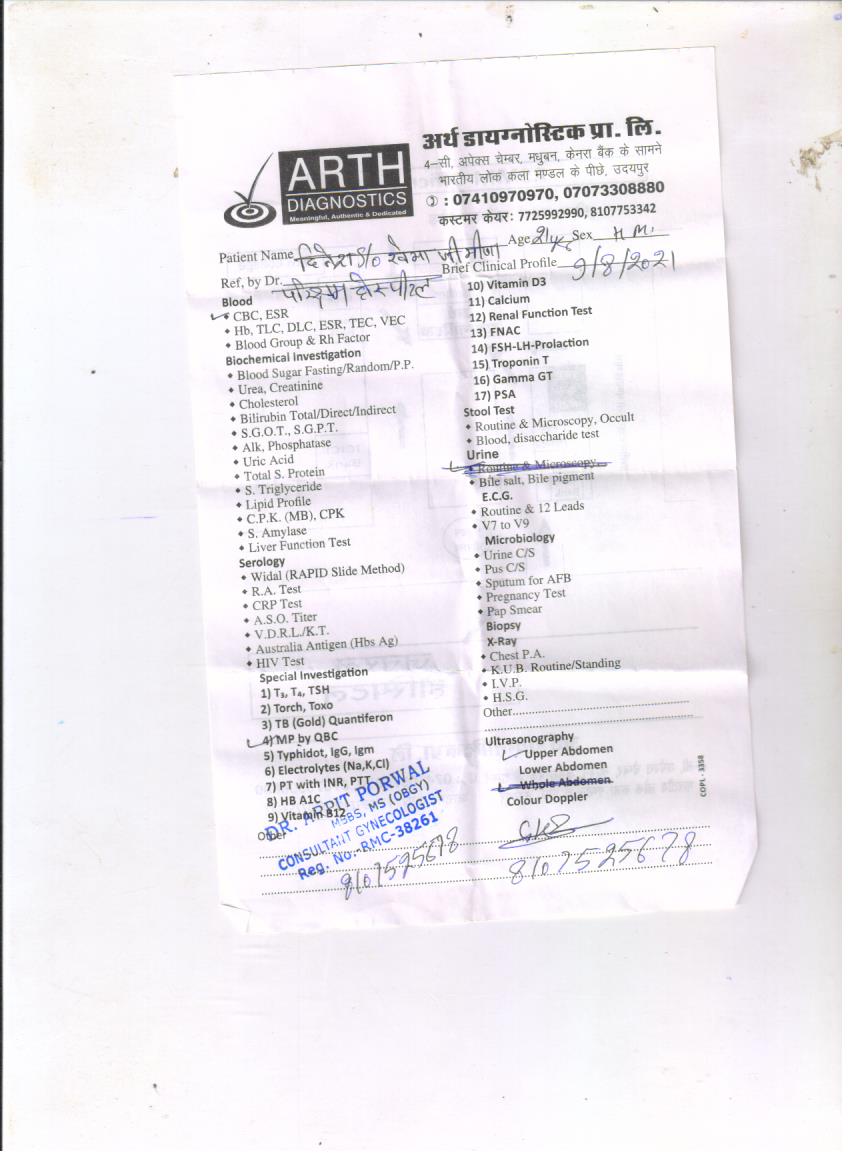 अर्थ डायग्नोस्टिक प्रा. लि.
4-सी, अपेक्स चेम्बर, मधुबन, केनरा बैंक के सामने
भारतीय लोक कला मण्डल के पीछे, उदयपुर
: 07410970970, 07073308880
कस्टमर केयर: 7725992990, 8107753342
ARTH
DIAGNOSTICS
Meaningful, Authentic & Dedicated
Patient Name दिनेश S/o खेमा जी मीणा Age 21 Sex M
Ref, by Dr. हॉस्पीटल Brief Clinical Profile 9/8/2021
Blood
CBC, ESR
Hb, TLC, DLC, ESR, TEC, VEC
Blood Group & Rh Factor
Biochemical Investigation
Blood Sugar Fasting/Random/P.P.
Urea, Creatinine
Cholesterol
Bilirubin Total/Direct/Indirect
S.G.O.T., S.G.P.T.
Alk, Phosphatase
Uric Acid
Total S. Protein
S. Triglyceride
Lipid Profile
C.P.K. (MB), CPK
S. Amylase
Liver Function Test
Serology
Widal (RAPID Slide Method)
R.A. Test
CRP Test
A.S.O. Titer
V.D.R.L./K.T.
Australia Antigen (Hbs Ag)
HIV Test
Special Investigation
1) T₃, T₄, TSH
2) Torch, Toxo
3) TB (Gold) Quantiferon
4) MP by QBC
5) Typhidot, IgG, Igm
6) Electrolytes (Na,K,Cl)
7) PT with INR, PTT
8) HB A1C
9) Vitamin B12
Other
DR. ARPIT PORWAL
MBBS, MS (OBGY)
CONSULTANT GYNECOLOGIST
Reg. No.-RMC-38261
8107525678
10) Vitamin D3
11) Calcium
12) Renal Function Test
13) FNAC
14) FSH-LH-Prolaction
15) Troponin T
16) Gamma GT
17) PSA
Stool Test
Routine & Microscopy, Occult
Blood, disaccharide test
Urine
Routine & Microscopy,
Bile salt, Bile pigment
E.C.G.
Routine & 12 Leads
V7 to V9
Microbiology
Urine C/S
Pus C/S
Sputum for AFB
Pregnancy Test
Pap Smear
Biopsy
X-Ray
Chest P.A.
K.U.B. Routine/Standing
I.V.P.
H.S.G.
Other
Ultrasonography
Upper Abdomen
Lower Abdomen
Whole Abdomen
Colour Doppler
8107525678
COPL - 3358